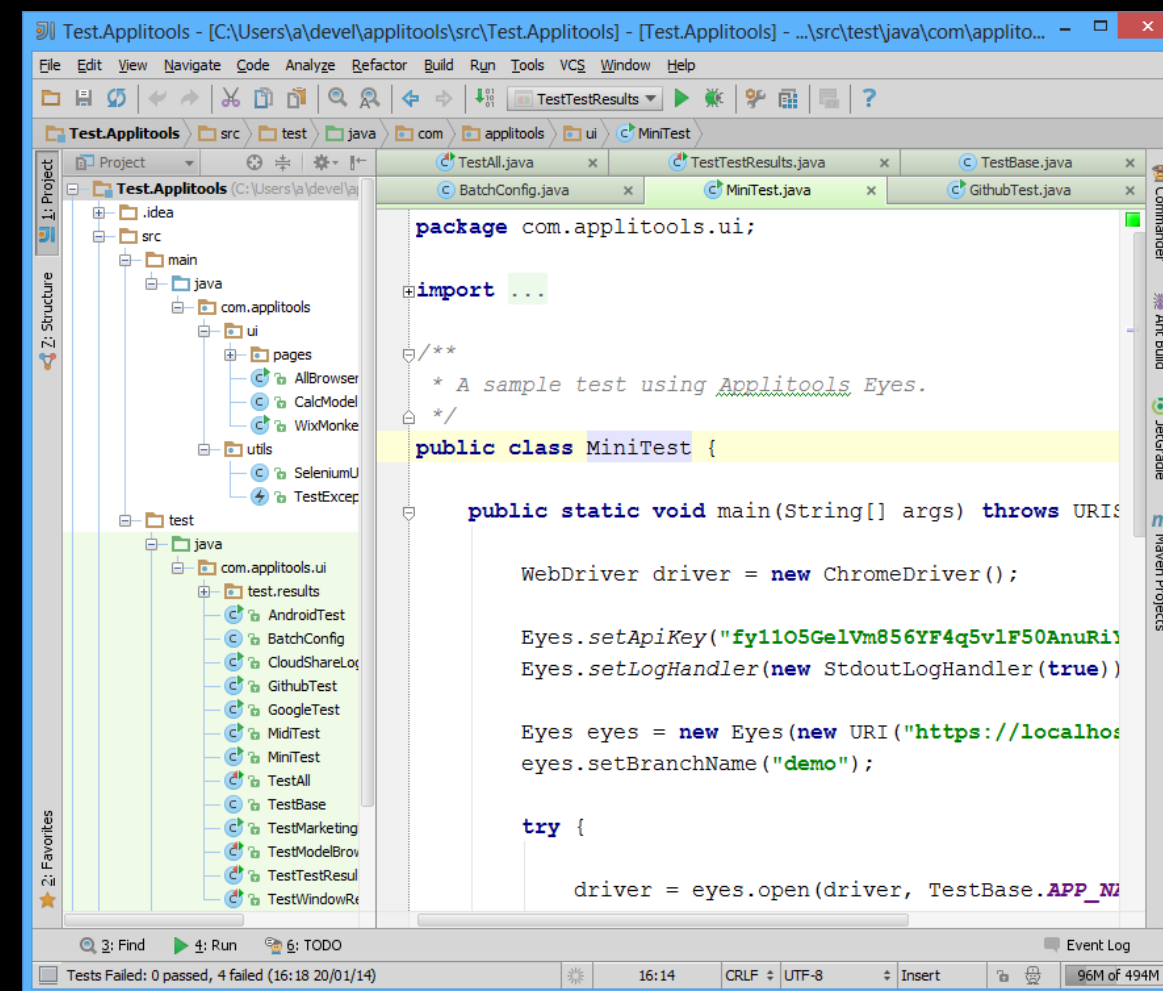 Test.Applitools - [C:\Users\a\devel\applitools\src\Test.Applitools] - [Test.Applitools] - ...\src\test\java\com\applito...
File Edit View Navigate Code Analyze Refactor Build Run Tools VCS Window Help
TestTestResults
Test.Applitools src test java com applitools ui MiniTest
1: Project
7: Structure
2: Favorites
Project
Test.Applitools (C:\Users\a\devel\a
.idea
src
main
java
com.applitools
ui
pages
AllBrowser
CalcModel
WixMonke
utils
SeleniumU
TestExcep
test
java
com.applitools.ui
test.results
AndroidTest
BatchConfig
CloudShareLog
GithubTest
GoogleTest
MidiTest
MiniTest
TestAll
TestBase
TestMarketing
TestModelBrow
TestTestResul
TestWindowRe
TestAll.java TestTestResults.java TestBase.java
BatchConfig.java MiniTest.java GithubTest.java
package com.applitools.ui;
import ...
/**
* A sample test using Applitools Eyes.
*/
public class MiniTest {
public static void main(String[] args) throws URIS
WebDriver driver = new ChromeDriver();
Eyes.setApiKey("fy11O5GelVm856YF4q5vlF50AnuRiY
Eyes.setLogHandler(new StdoutLogHandler(true))
Eyes eyes = new Eyes(new URI("https://localhos
eyes.setBranchName("demo");
try {
driver = eyes.open(driver, TestBase.APP_NA
Commander
Ant Build
JetGradle
Maven Projects
3: Find 4: Run 6: TODO Event Log
Tests Failed: 0 passed, 4 failed (16:18 20/01/14) 16:14 CRLF UTF-8 Insert 96M of 494M